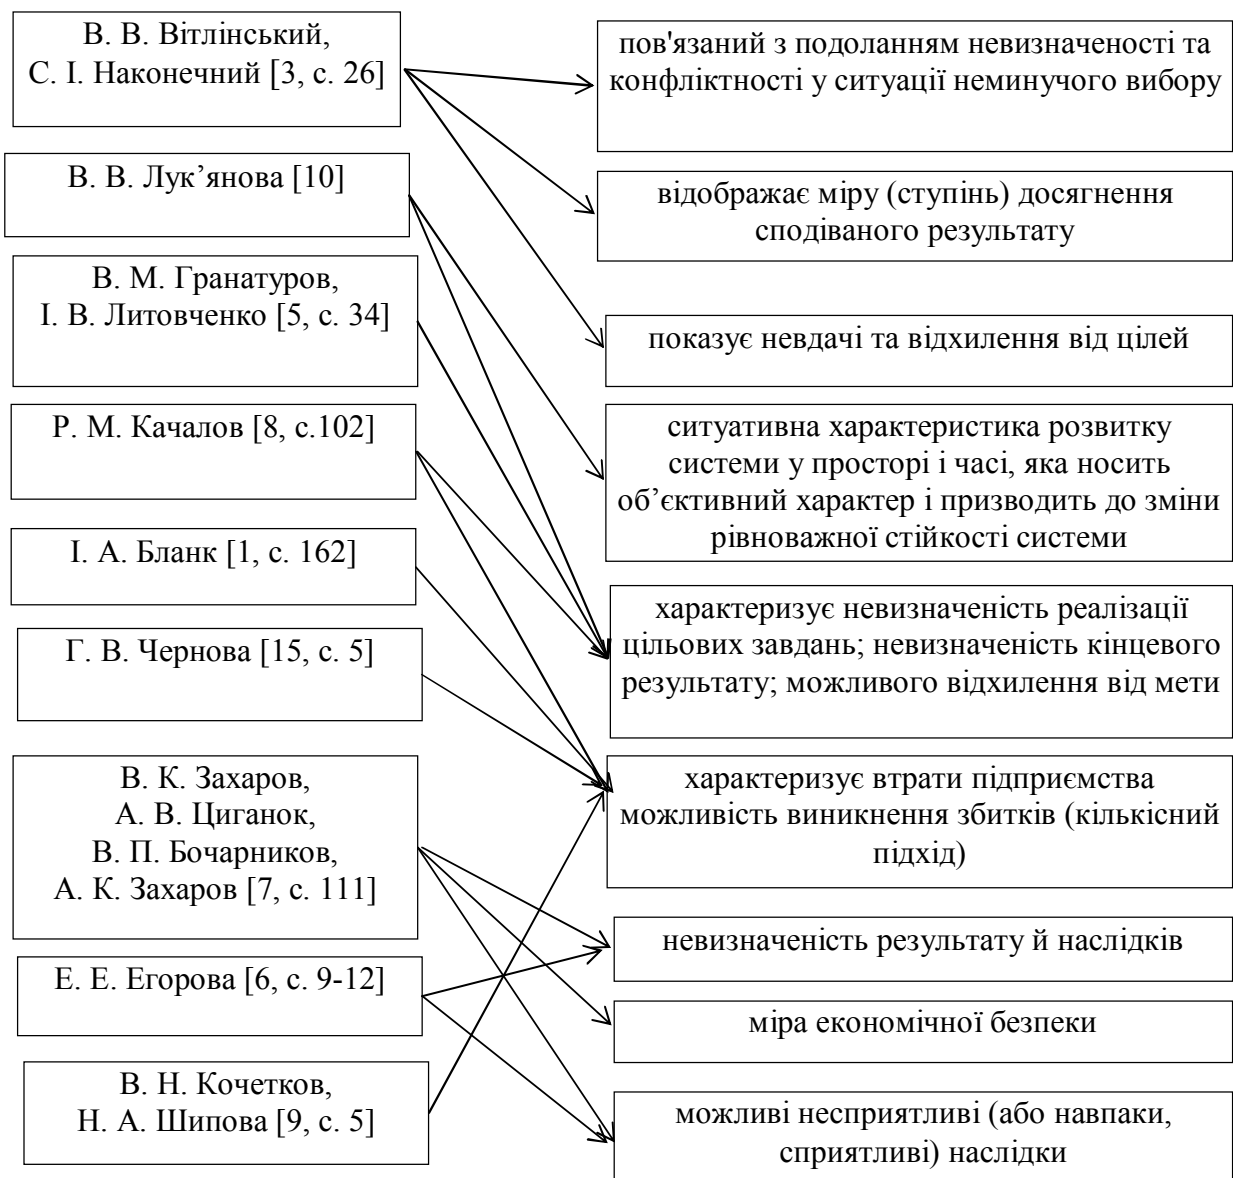 В. В. Вітлінський,
С. І. Наконечний [3, с. 26]
В. В. Лук’янова [10]
В. М. Гранатуров,
І. В. Литовченко [5, с. 34]
Р. М. Качалов [8, с.102]
І. А. Бланк [1, с. 162]
Г. В. Чернова [15, с. 5]
В. К. Захаров,
А. В. Циганок,
В. П. Бочарников,
А. К. Захаров [7, с. 111]
Е. Е. Егорова [6, с. 9-12]
В. Н. Кочетков,
Н. А. Шипова [9, с. 5]
пов'язаний з подоланням невизначеності та
конфліктності у ситуації неминучого вибору
відображає міру (ступінь) досягнення
сподіваного результату
показує невдачі та відхилення від цілей
ситуативна характеристика розвитку
системи у просторі і часі, яка носить
об’єктивний характер і призводить до зміни
рівноважної стійкості системи
характеризує невизначеність реалізації
цільових завдань; невизначеність кінцевого
результату; можливого відхилення від мети
характеризує втрати підприємства
можливість виникнення збитків (кількісний
підхід)
невизначеність результату й наслідків
міра економічної безпеки
можливі несприятливі (або навпаки,
сприятливі) наслідки